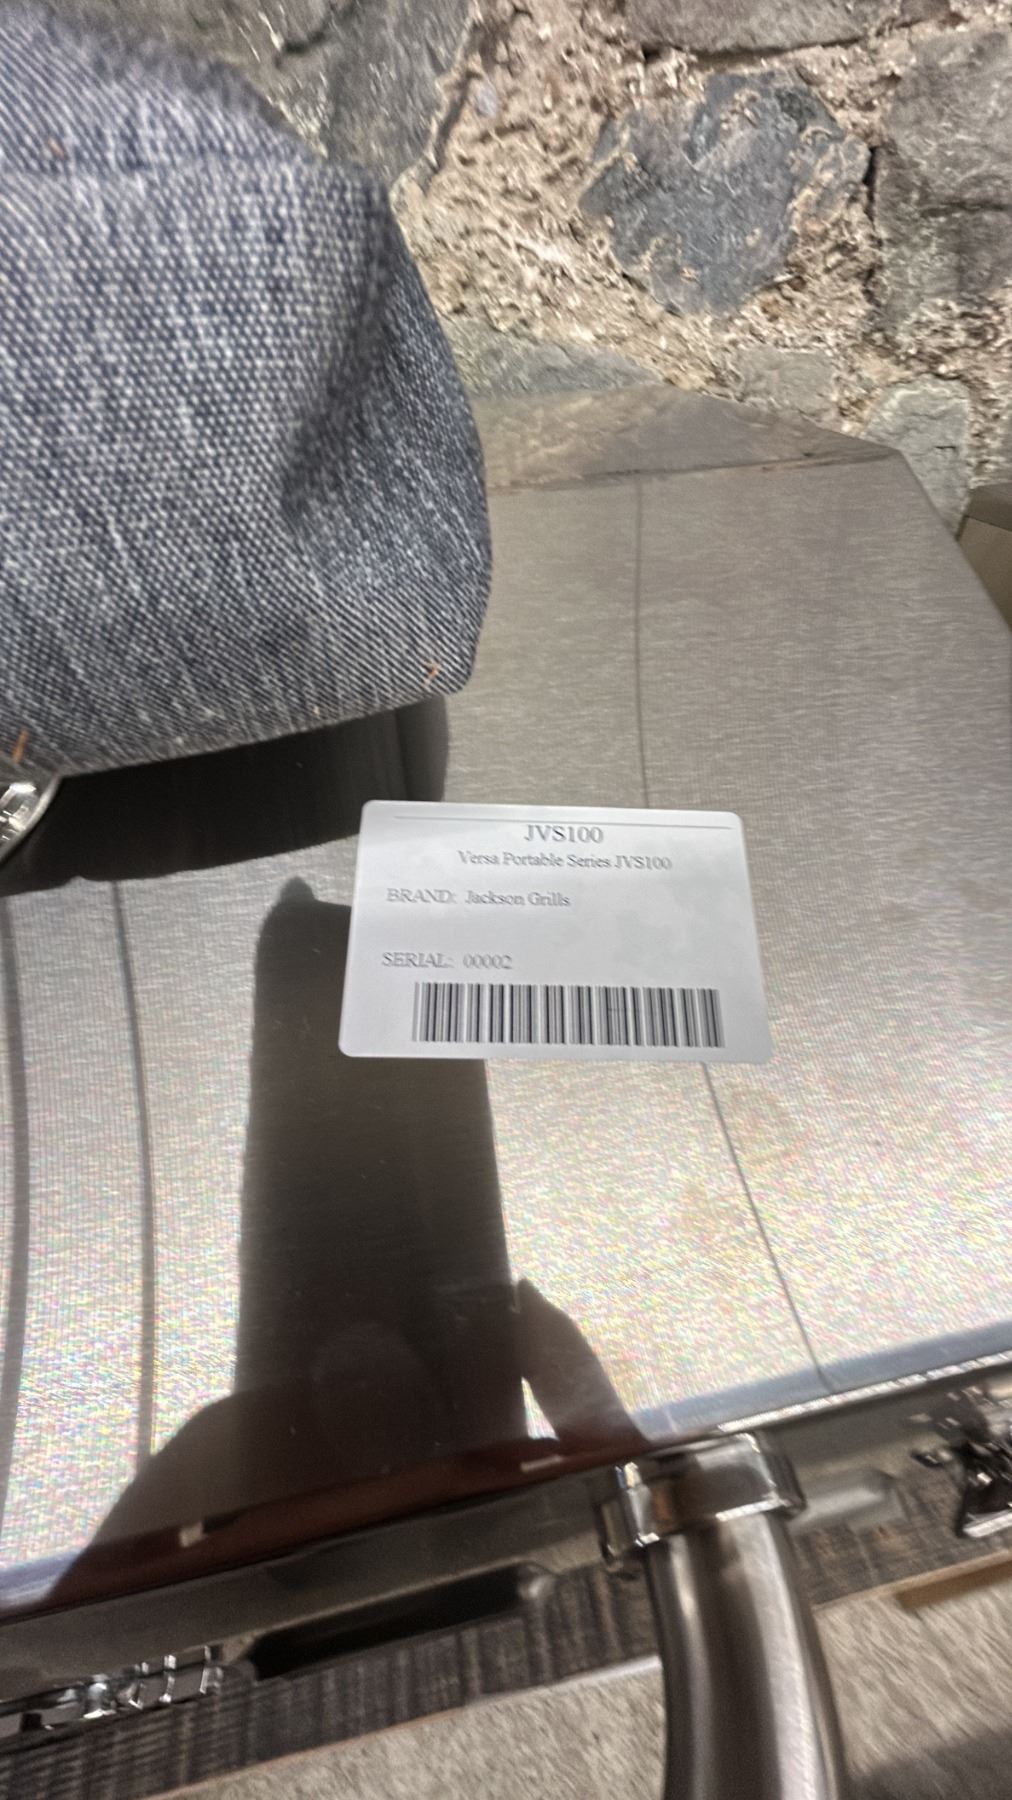 JVS100
Versa Portable Series JVS100
BRAND: Jackson Grills
SERIAL: 00002